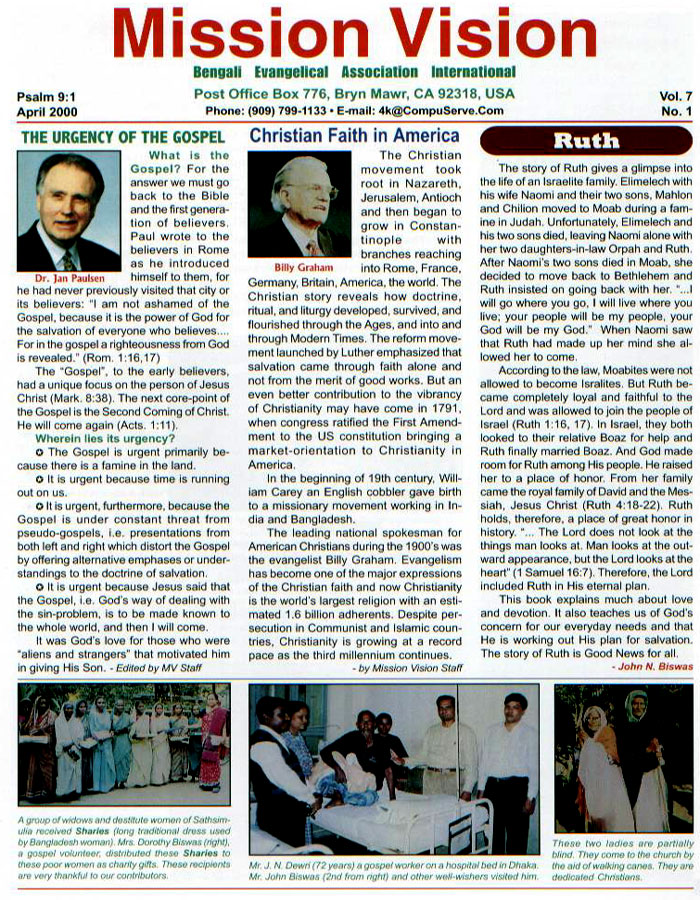 Mission Vision
Bengali Evangelical Association International
Psalm 9:1
April 2000
Post Office Box 776, Bryn Mawr, CA 92318, USA
Phone: (909) 799-1133 • E-mail: 4k@CompuServe.Com
Vol. 7
No. 1
THE URGENCY OF THE GOSPEL
What is the
Gospel? For the
answer we must go
back to the Bible
and the first genera-
tion of believers.
Paul wrote to the
believers in Rome
as he introduced
Dr. Jan Paulsen
himself to them, for
he had never previously visited that city or
its believers: "I am not ashamed of the
Gospel, because it is the power of God for
the salvation of everyone who believes....
For in the gospel a righteousness from God
is revealed." (Rom. 1:16,17)
The "Gospel", to the early believers,
had a unique focus on the person of Jesus
Christ (Mark. 8:38). The next core-point of
the Gospel is the Second Coming of Christ.
He will come again (Acts. 1:11).
Wherein lies its urgency?
✪ The Gospel is urgent primarily be-
cause there is a famine in the land.
✪ It is urgent because time is running
out on us.
✪ It is urgent, furthermore, because the
Gospel is under constant threat from
pseudo-gospels, i.e. presentations from
both left and right which distort the Gospel
by offering alternative emphases or under-
standings to the doctrine of salvation.
✪ It is urgent because Jesus said that
the Gospel, i.e. God's way of dealing with
the sin-problem, is to be made known to
the whole world, and then I will come.
It was God's love for those who were
"aliens and strangers" that motivated him
in giving His Son. - Edited by MV Staff
Christian Faith in America
The Christian
movement took
root in Nazareth,
Jerusalem, Antioch
and then began to
grow in Constan-
tinople with
branches reaching
Billy Graham
into Rome, France,
Germany, Britain, America, the world. The
Christian story reveals how doctrine,
ritual, and liturgy developed, survived, and
flourished through the Ages, and into and
through Modern Times. The reform move-
ment launched by Luther emphasized that
salvation came through faith alone and
not from the merit of good works. But an
even better contribution to the vibrancy
of Christianity may have come in 1791,
when congress ratified the First Amend-
ment to the US constitution bringing a
market-orientation to Christianity in
America.
In the beginning of 19th century, Will-
iam Carey an English cobbler gave birth
to a missionary movement working in In-
dia and Bangladesh.
The leading national spokesman for
American Christians during the 1900's was
the evangelist Billy Graham. Evangelism
has become one of the major expressions
of the Christian faith and now Christianity
is the world's largest religion with an esti-
mated 1.6 billion adherents. Despite per-
secution in Communist and Islamic coun-
tries, Christianity is growing at a record
pace as the third millennium continues.
- by Mission Vision Staff
Ruth
The story of Ruth gives a glimpse into
the life of an Israelite family. Elimelech with
his wife Naomi and their two sons, Mahlon
and Chilion moved to Moab during a fam-
ine in Judah. Unfortunately, Elimelech and
his two sons died, leaving Naomi alone with
her two daughters-in-law Orpah and Ruth.
After Naomi's two sons died in Moab, she
decided to move back to Bethlehem and
Ruth insisted on going back with her. "...I
will go where you go, I will live where you
live; your people will be my people, your
God will be my God." When Naomi saw
that Ruth had made up her mind she al-
lowed her to come.
According to the law, Moabites were not
allowed to become Isralites. But Ruth be-
came completely loyal and faithful to the
Lord and was allowed to join the people of
Israel (Ruth 1:16, 17). In Israel, they both
looked to their relative Boaz for help and
Ruth finally married Boaz. And God made
room for Ruth among His people. He raised
her to a place of honor. From her family
came the royal family of David and the Mes-
siah, Jesus Christ (Ruth 4:18-22). Ruth
holds, therefore, a place of great honor in
history. "... The Lord does not look at the
things man looks at. Man looks at the out-
ward appearance, but the Lord looks at the
heart" (1 Samuel 16:7). Therefore, the Lord
included Ruth in His eternal plan.
This book explains much about love
and devotion. It also teaches us of God's
concern for our everyday needs and that
He is working out His plan for salvation.
The story of Ruth is Good News for all.
- John N. Biswas
A group of widows and destitute women of Sathsim-
ulia received Sharies (long traditional dress used
by Bangladesh woman). Mrs. Dorothy Biswas (right),
a gospel volunteer, distributed these Sharies to
these poor women as charity gifts. These recipients
are very thankful to our contributors.
Mr. J. N. Dewri (72 years) a gospel worker on a hospital bed in Dhaka.
Mr. John Biswas (2nd from right) and other well-wishers visited him.
These two ladies are partially
blind. They come to the church by
the aid of walking canes. They are
dedicated Christians.